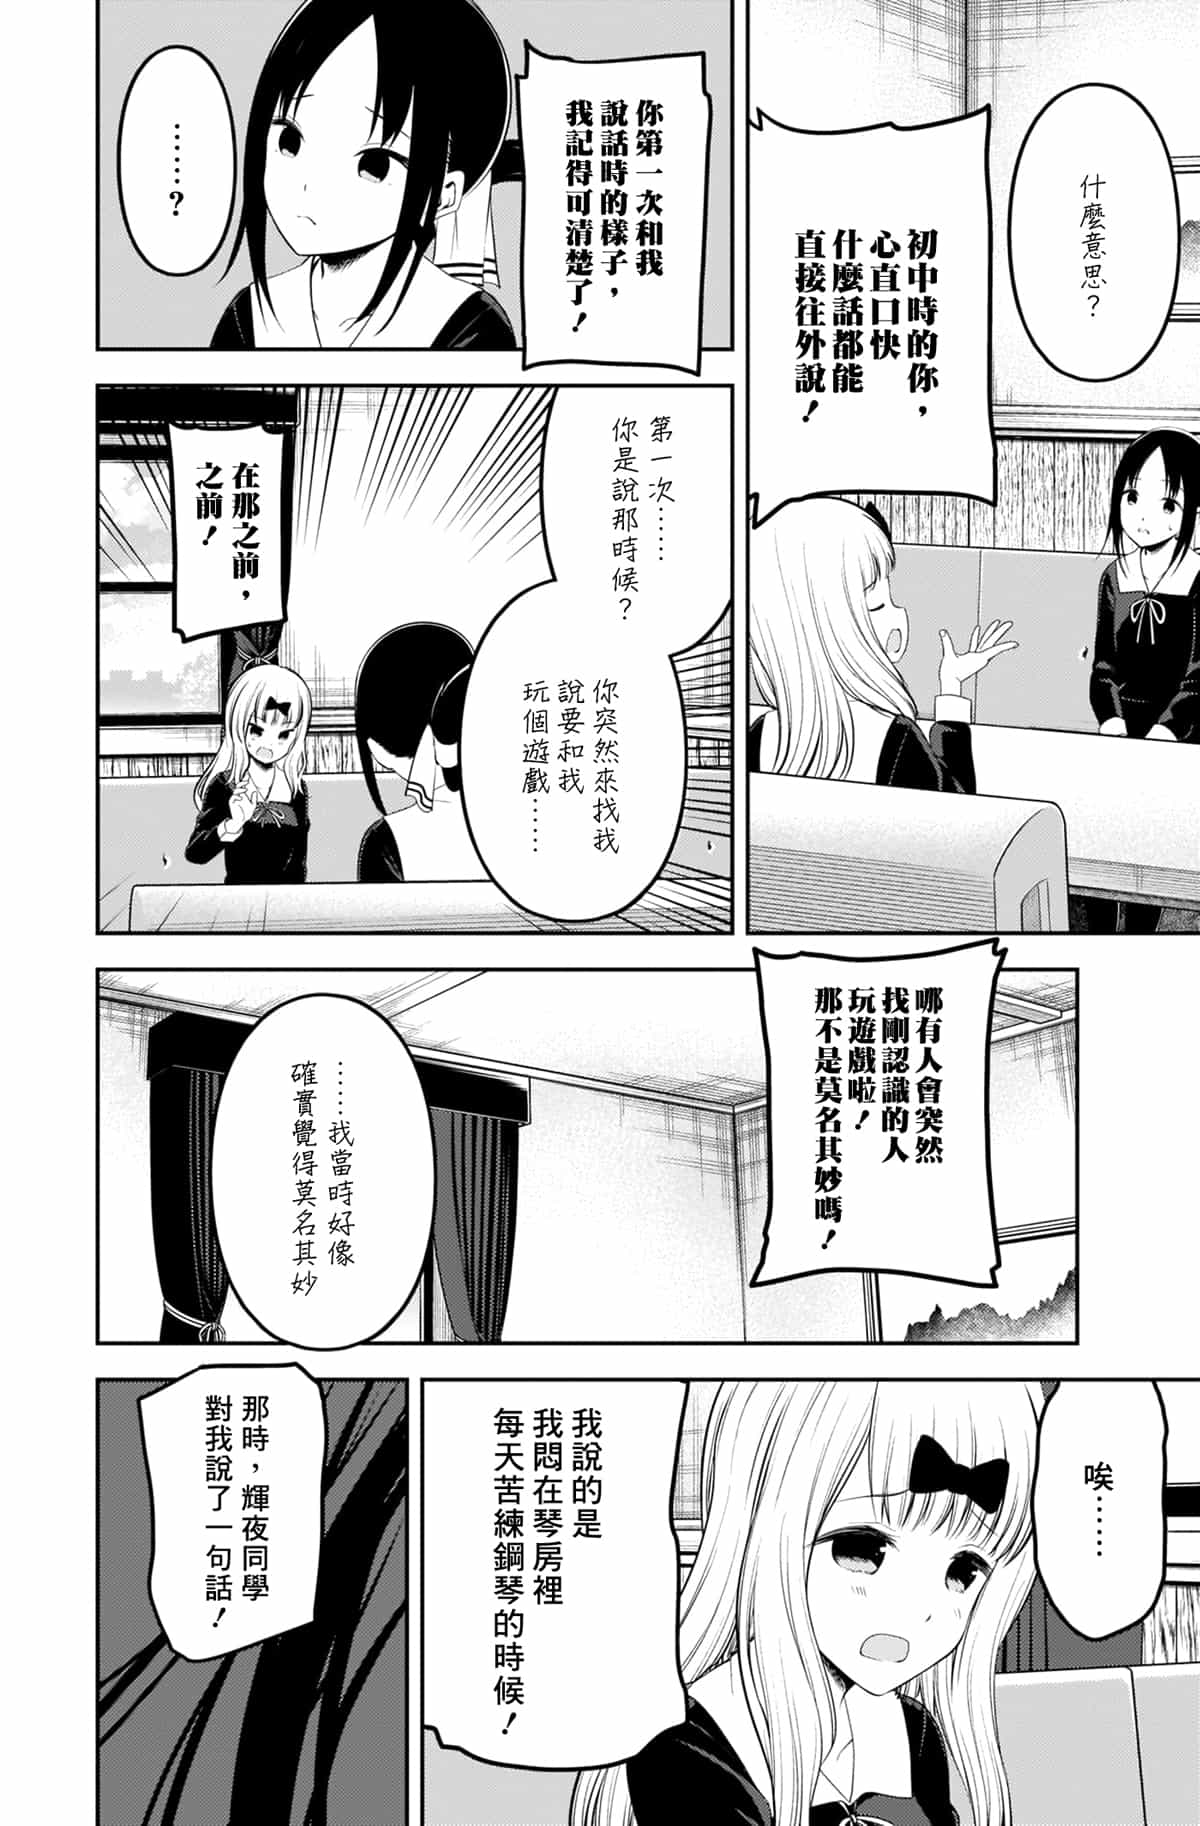 什麼意思？
初中時的你，
心直口快
什麼話都能
直接往外說！
你第一次和我
說話時的樣子，
我記得可清楚了！
……？
第一次……
你是說那時候？
你突然來找我
說要和我
玩個遊戲……
在那之前，
之前！
哪有人會突然
找剛認識的人
玩遊戲啦！
那不是莫名其妙嗎！
……我當時好像
確實覺得莫名其妙
唉……
我說的是
我悶在琴房裡
每天苦練鋼琴的時候！
那時，輝夜同學
對我說了一句話！